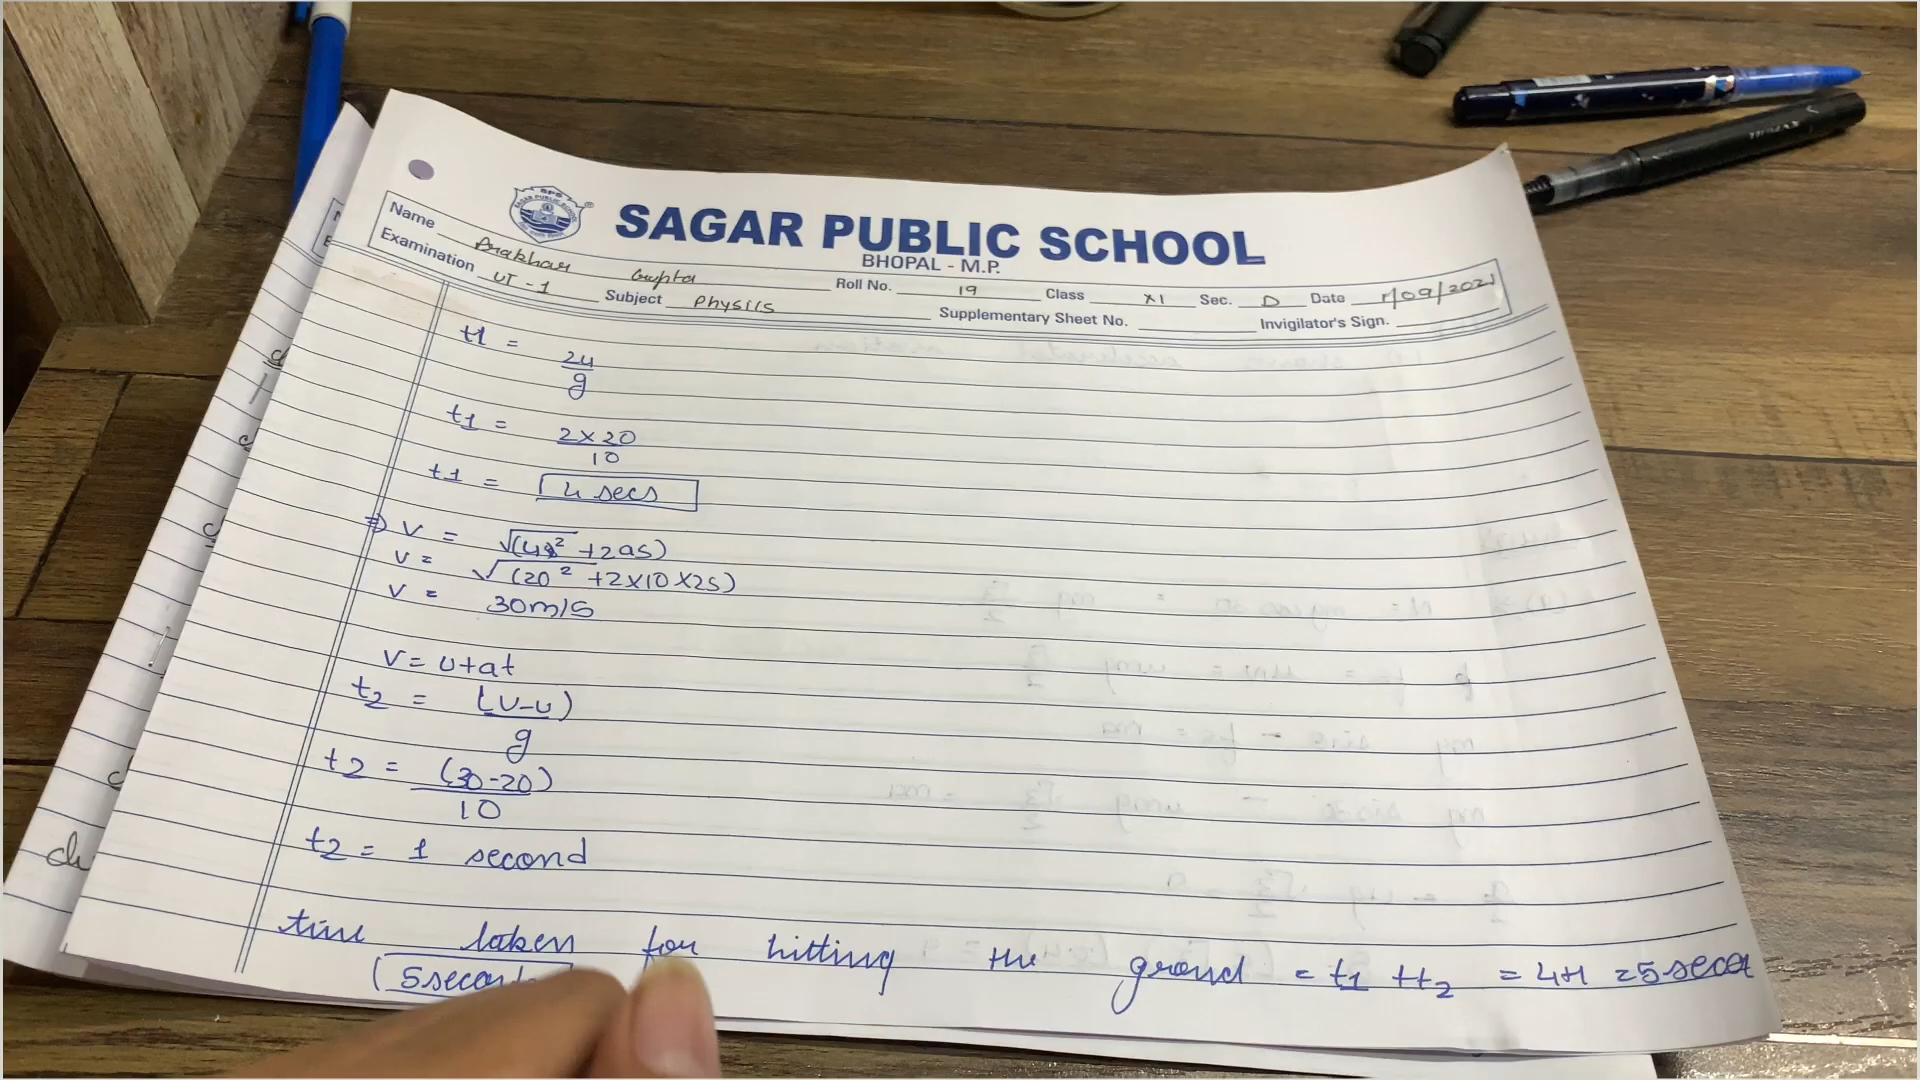 SAGAR PUBLIC SCHOOL
BHOPAL - M.P.
Name Prakhar Gupta Roll No. 19 Class XI Sec. D Date 1/09/2021
Examination UT-1 Subject Physics Supplementary Sheet No. Invigilator's Sign.
t1 = 2u/g
t1 = 2×20/10
t1 = 4 secs
⇒ v = √(u² + 2as)
v = √(20² + 2×10×25)
v = 30m/s
v = u+at
t2 = (v-u)/g
t2 = (30-20)/10
t2 = 1 second
time taken for hitting the grond = t1 + t2 = 4+1 = 5 secon